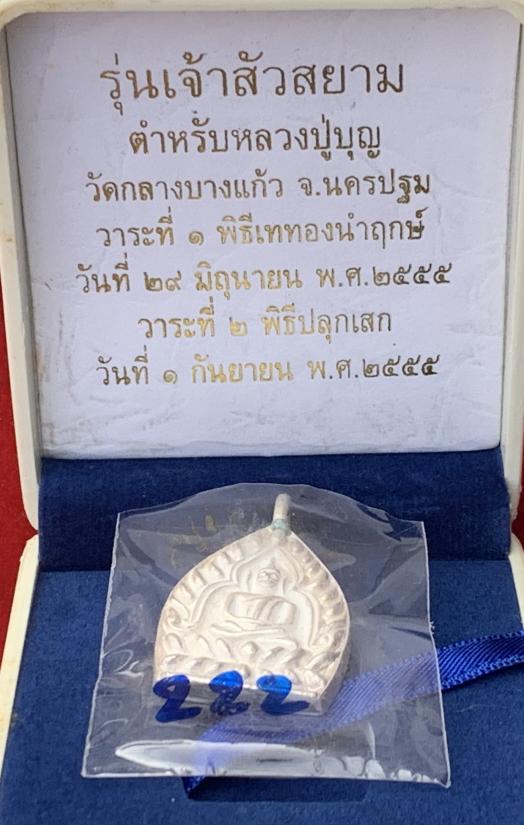 รุ่นเจ้าสัวสยาม
ตำหรับหลวงปู่บุญ
วัดกลางบางแก้ว จ.นครปฐม
วาระที่ ๑ พิธีเททองนำฤกษ์
วันที่ ๒๙ มิถุนายน พ.ศ.๒๕๕๕
วาระที่ ๒ พิธีปลุกเสก
วันที่ ๑ กันยายน พ.ศ.๒๕๕๕
222